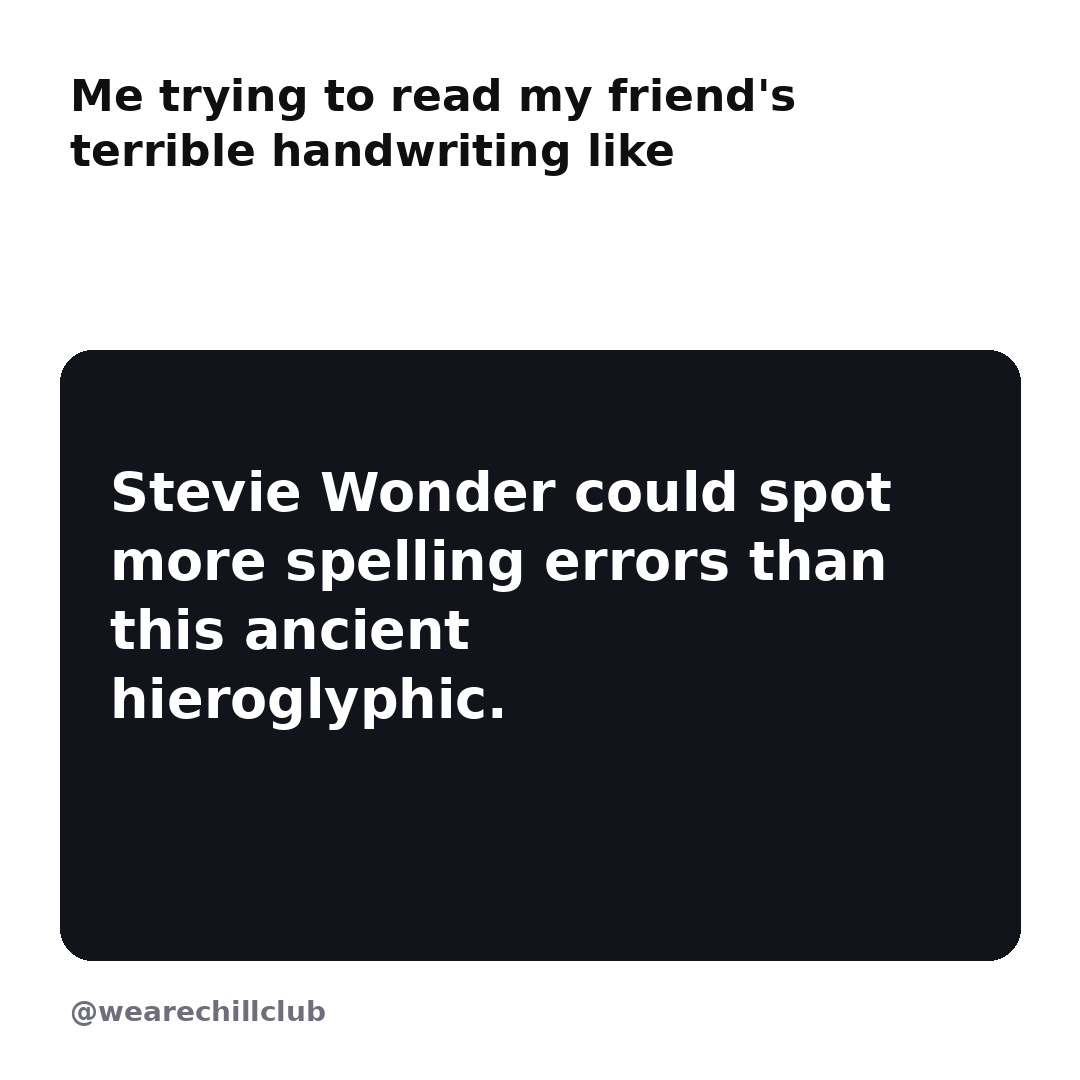 Me trying to read my friend's
terrible handwriting like
Stevie Wonder could spot
more spelling errors than
this ancient
hieroglyphic.
@wearechillclub